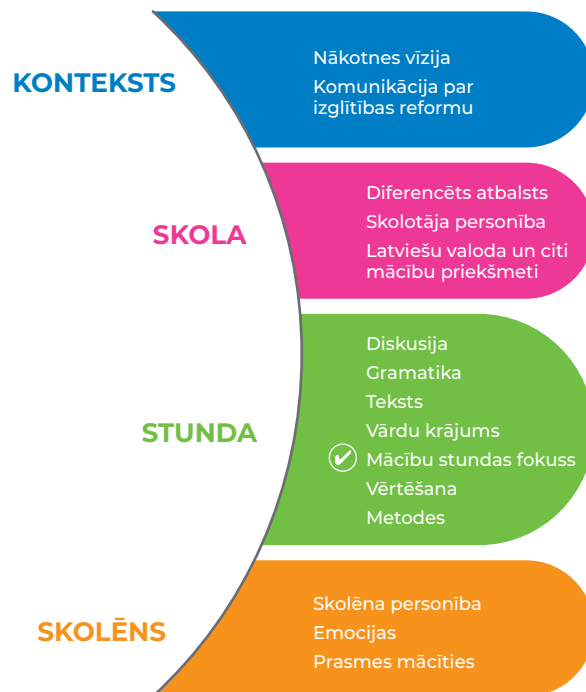 KONTEKSTS
Nākotnes vīzija
Komunikācija par
izglītības reformu
SKOLA
Diferencēts atbalsts
Skolotāja personība
Latviešu valoda un citi
mācību priekšmeti
STUNDA
Diskusija
Gramatika
Teksts
Vārdu krājums
Mācību stundas fokuss
Vērtēšana
Metodes
SKOLĒNS
Skolēna personība
Emocijas
Prasmes mācīties